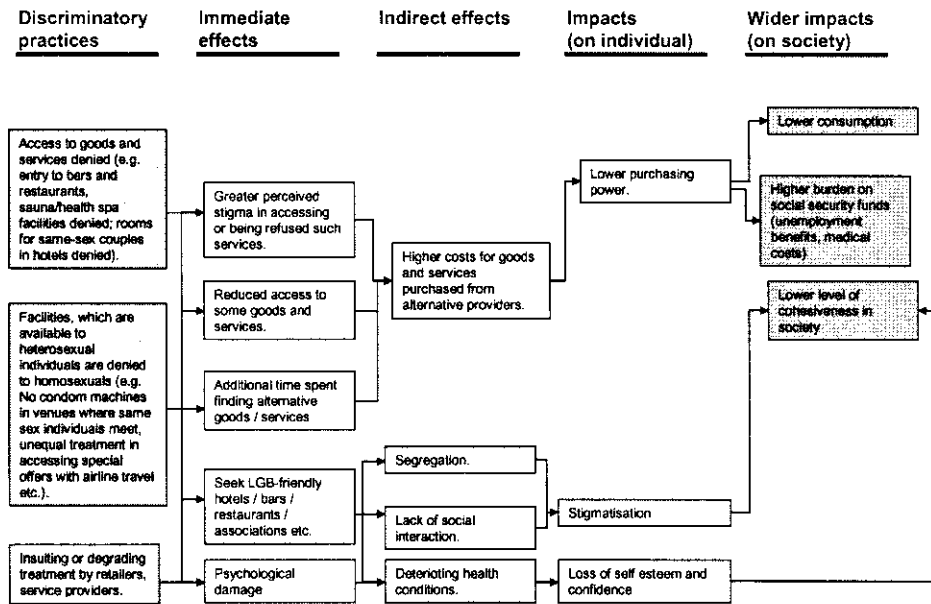 Discriminatory
practices
Immediate
effects
Indirect effects
Impacts
(on individual)
Wider impacts
(on society)
Access to goods and
services denied (e.g.
entry to bars and
restaurants,
sauna/health spa
facilities denied; rooms
for same-sex couples
in hotels denied).
Facilities, which are
available to
heterosexual
individuals are denied
to homosexuals (e.g.
No condom machines
in venues where same
sex individuals meet,
unequal treatment in
accessing special
offers with airline travel
etc.).
Insulting or degrading
treatment by retailers,
service providers.
Greater perceived
stigma in accessing
or being refused such
services.
Reduced access to
some goods and
services.
Additional time spent
finding alternative
goods / services
Seek LGB-friendly
hotels / bars /
restaurants /
associations etc.
Psychological
damage
Higher costs for goods
and services
purchased from
alternative providers.
Segregation.
Lack of social
interaction.
Deterioting health
conditions.
Lower purchasing
power.
Stigmatisation
Loss of self esteem and
confidence
Lower consumption
Higher burden on
social security funds
(unemployment
benefits, medical
costs)
Lower level of
cohesiveness in
society